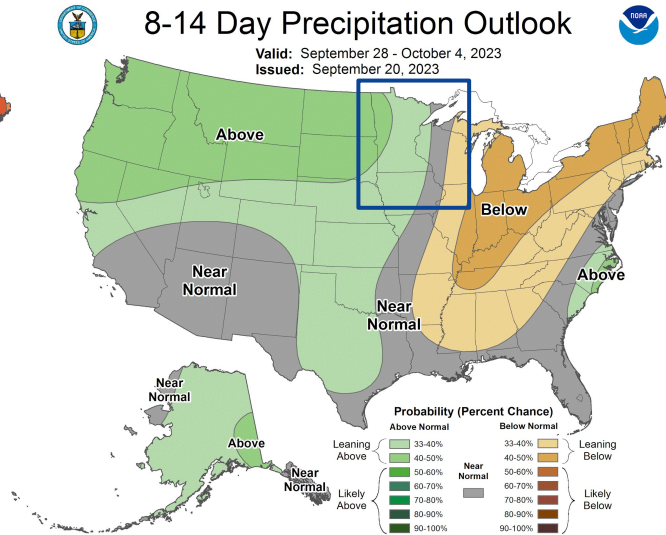 8-14 Day Precipitation Outlook
NOAA
Valid: September 28 - October 4, 2023
Issued: September 20, 2023
Above
Below
Near
Normal
Above
Near
Normal
Near
Normal
Above
Near
Normal
Probability (Percent Chance)
Above Normal
Below Normal
Leaning
Above
33-40%
40-50%
50-60%
60-70%
70-80%
80-90%
90-100%
Likely
Above
Near
Normal
33-40%
40-50%
50-60%
60-70%
70-80%
80-90%
90-100%
Leaning
Below
Likely
Below